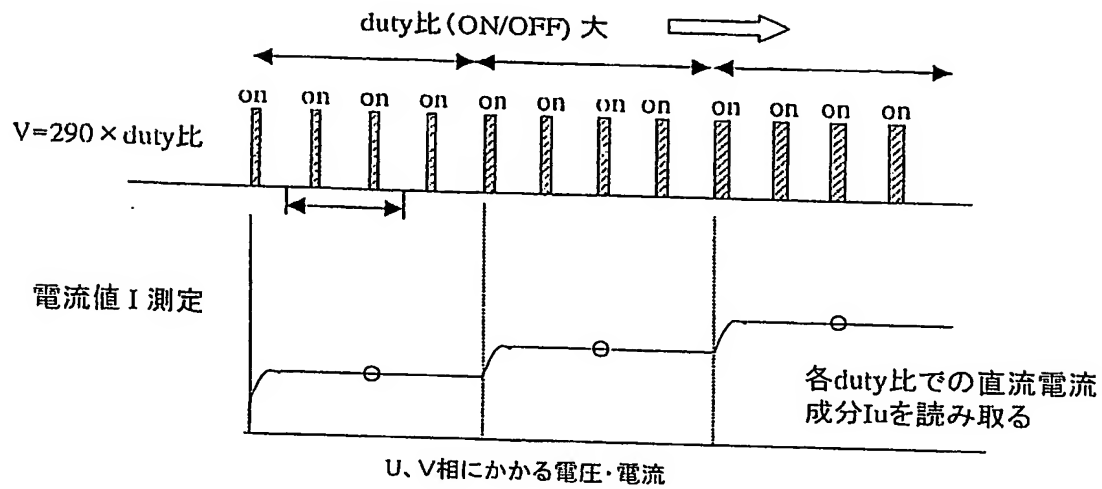 duty比(ON/OFF) 大
on on on on on on on on on on on on
V=290×duty比
電流値 I 測定
各duty比での直流電流
成分Iuを読み取る
U、V相にかかる電圧・電流